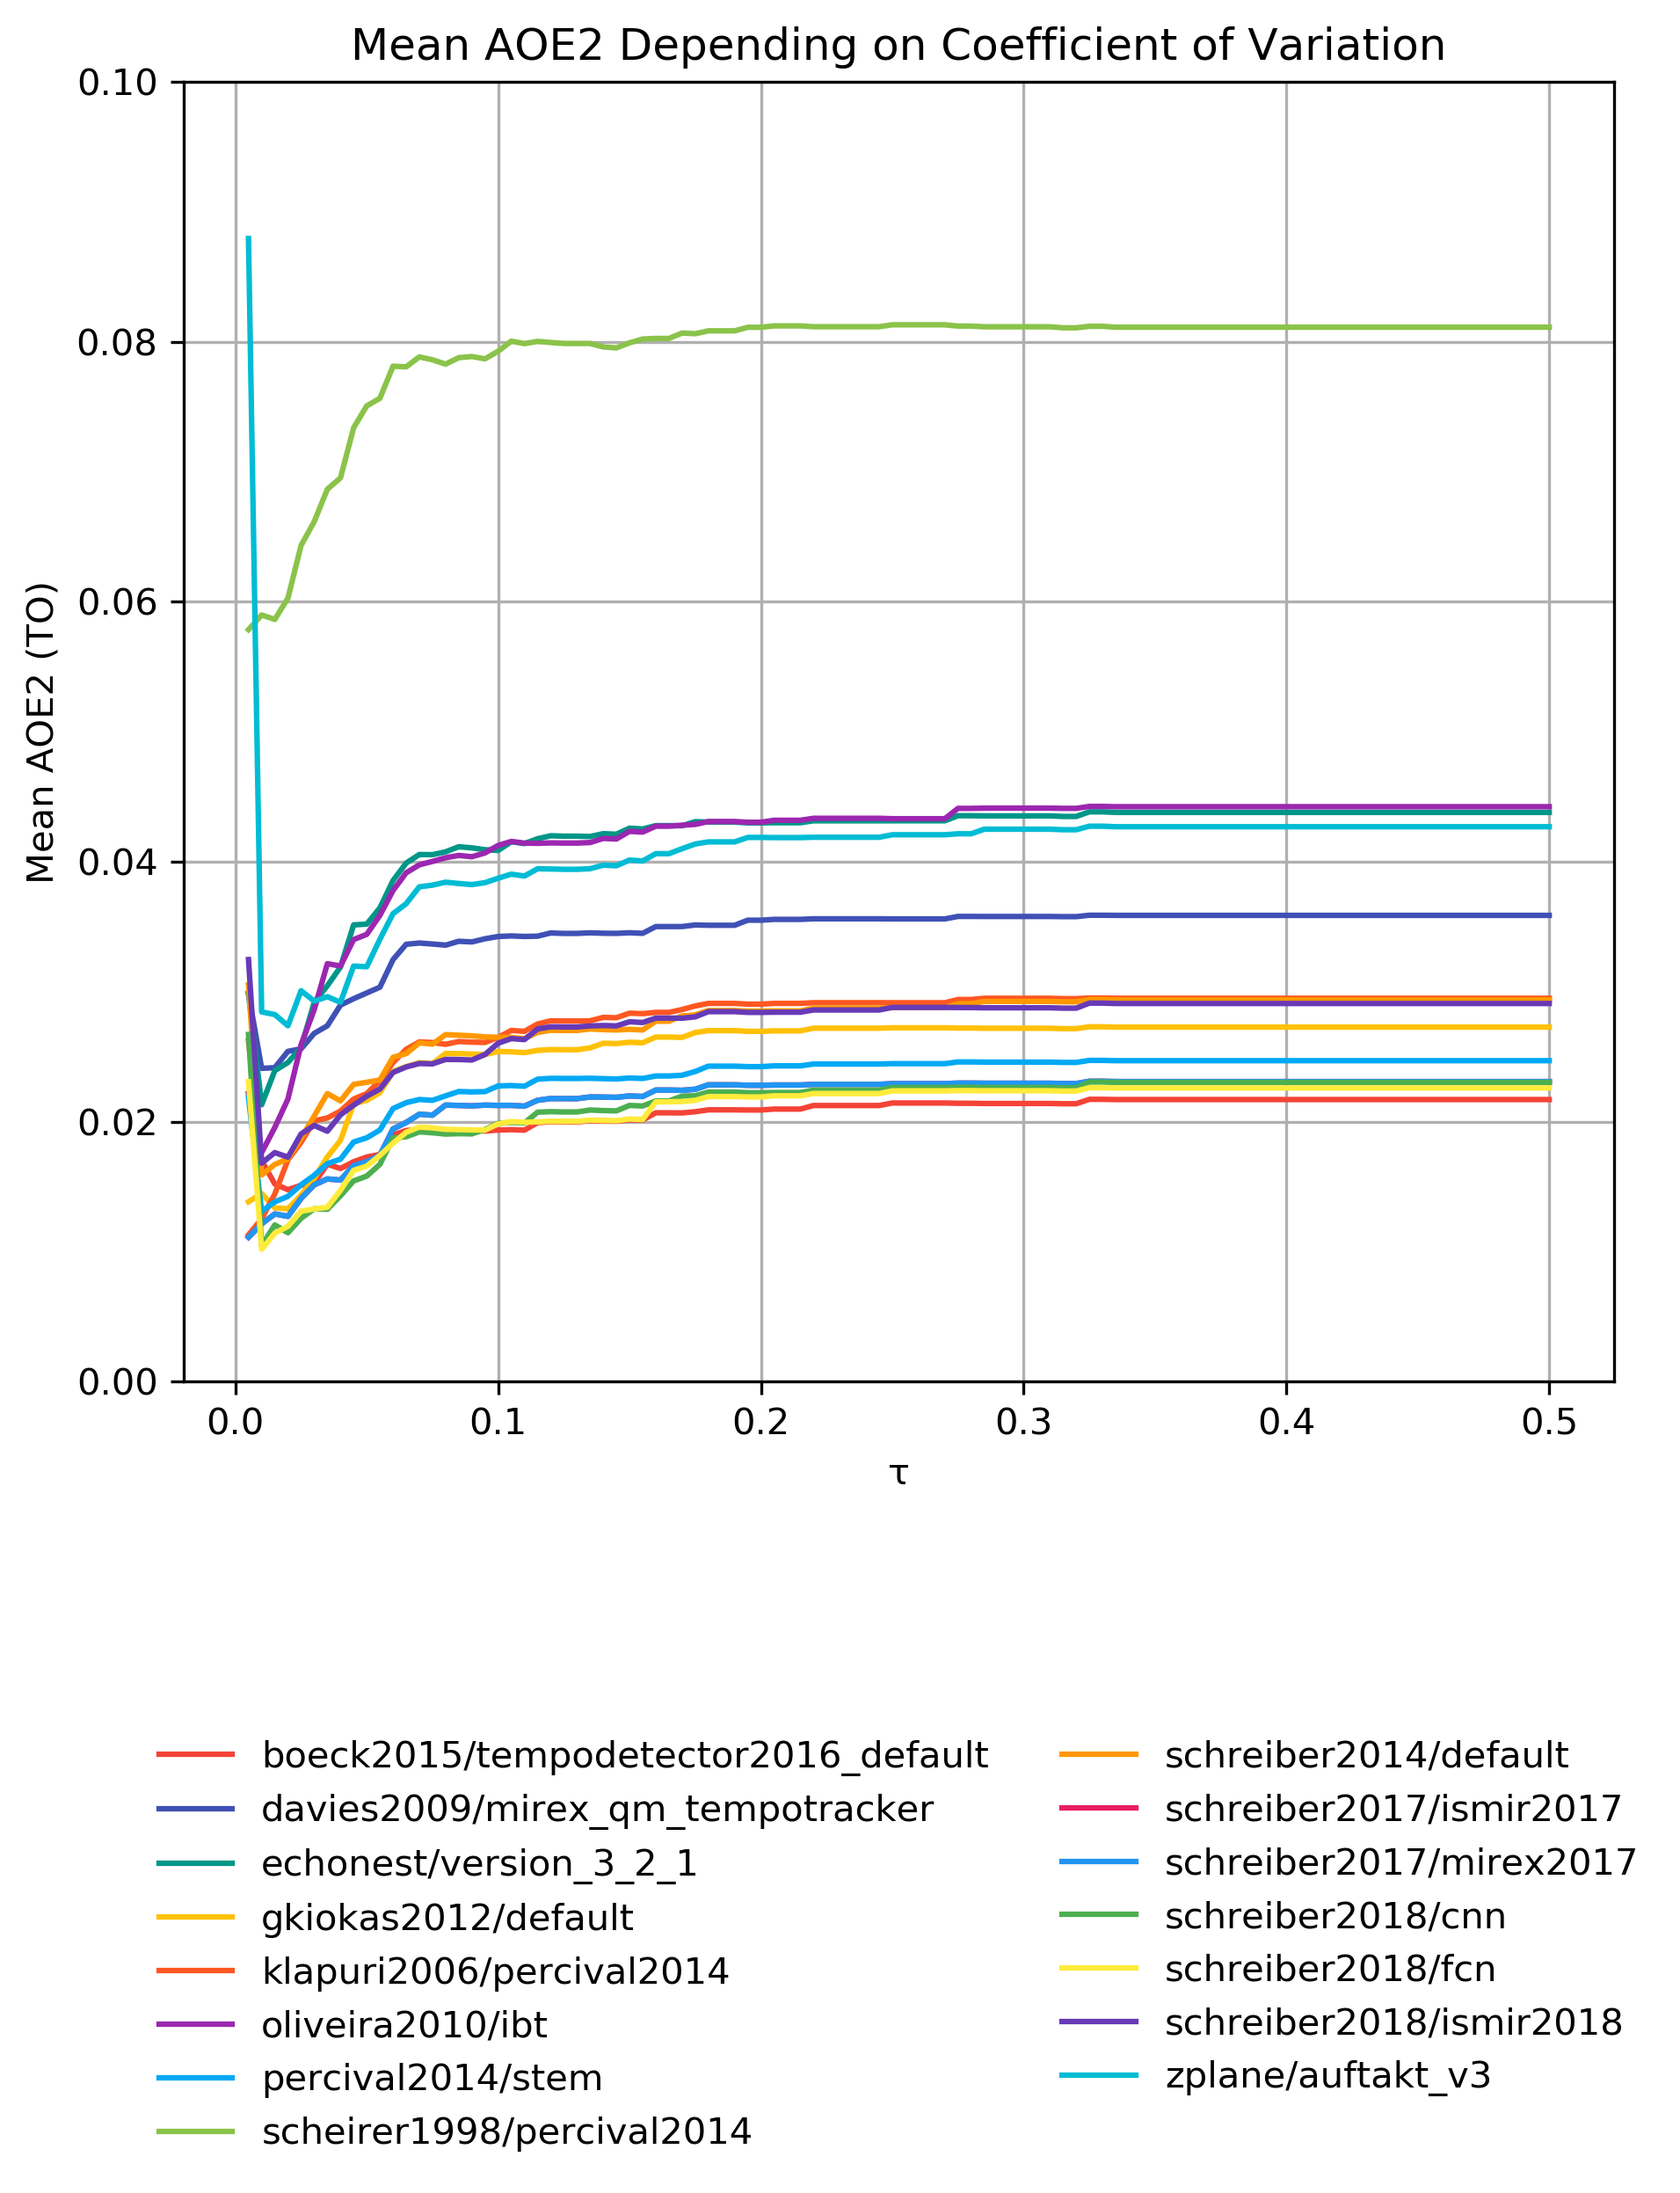 Mean AOE2 Depending on Coefficient of Variation
0.10
0.08
0.06
0.04
0.02
0.00
Mean AOE2 (TO)
0.0 0.1 0.2 0.3 0.4 0.5
τ
boeck2015/tempodetector2016_default
davies2009/mirex_qm_tempotracker
echonest/version_3_2_1
gkiokas2012/default
klapuri2006/percival2014
oliveira2010/ibt
percival2014/stem
scheirer1998/percival2014
schreiber2014/default
schreiber2017/ismir2017
schreiber2017/mirex2017
schreiber2018/cnn
schreiber2018/fcn
schreiber2018/ismir2018
zplane/auftakt_v3